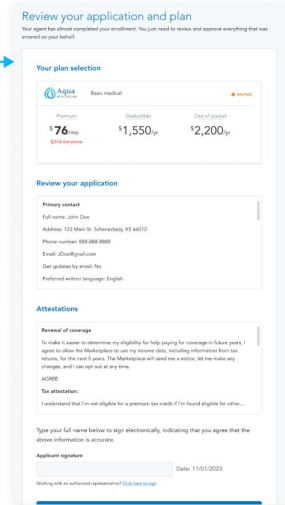 Review your application and plan
Your agent has almost completed your enrollment. You just need to review and approve everything that was
entered on your behalf.
Your plan selection
Aqua
Basic medical
BRONZE
Premium
Deductible
Out of pocket
$76/mo
$1,550/yr
$2,200/yr
$276 list price
Review your application
Primary contact
Full name: John Doe
Address: 123 Main St. Schenectady, KS 66012
Phone number: 888-888-8888
Email: JDoe@gnail.com
Get updates by email: No
Preferred written language: English
Attestations
Renewal of coverage
To make it easier to determine my eligibility for help paying for coverage in future years, I
agree to allow the Marketplace to use my income data, including information from tax
returns, for the next 5 years. The Marketplace will send me a notice, let me make any
changes, and I can opt out at any time.
AGREE
Tax attestation:
I understand that I'm not eligible for a premium tax credit if I'm found eligible for other...
Type your full name below to sign electronically, indicating that you agree that the
above information is accurate.
Applicant signature
Date: 11/01/2023
Working with an authorized representative? Click here to sign